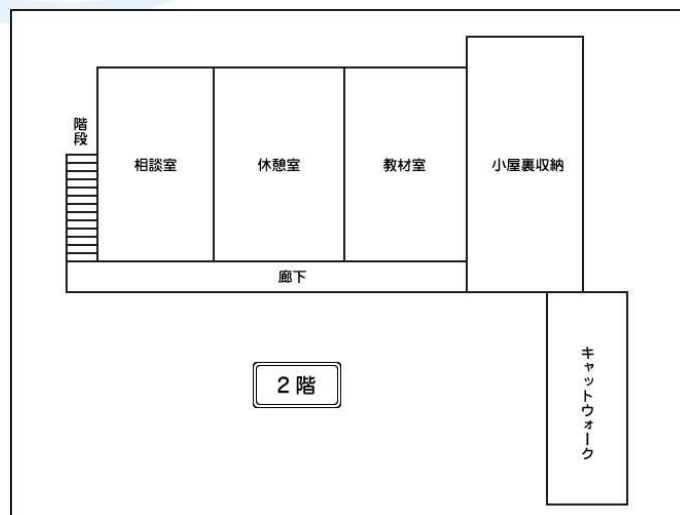 階段
相談室
休憩室
教材室
小屋裏収納
廊下
2階
キャットウォーク